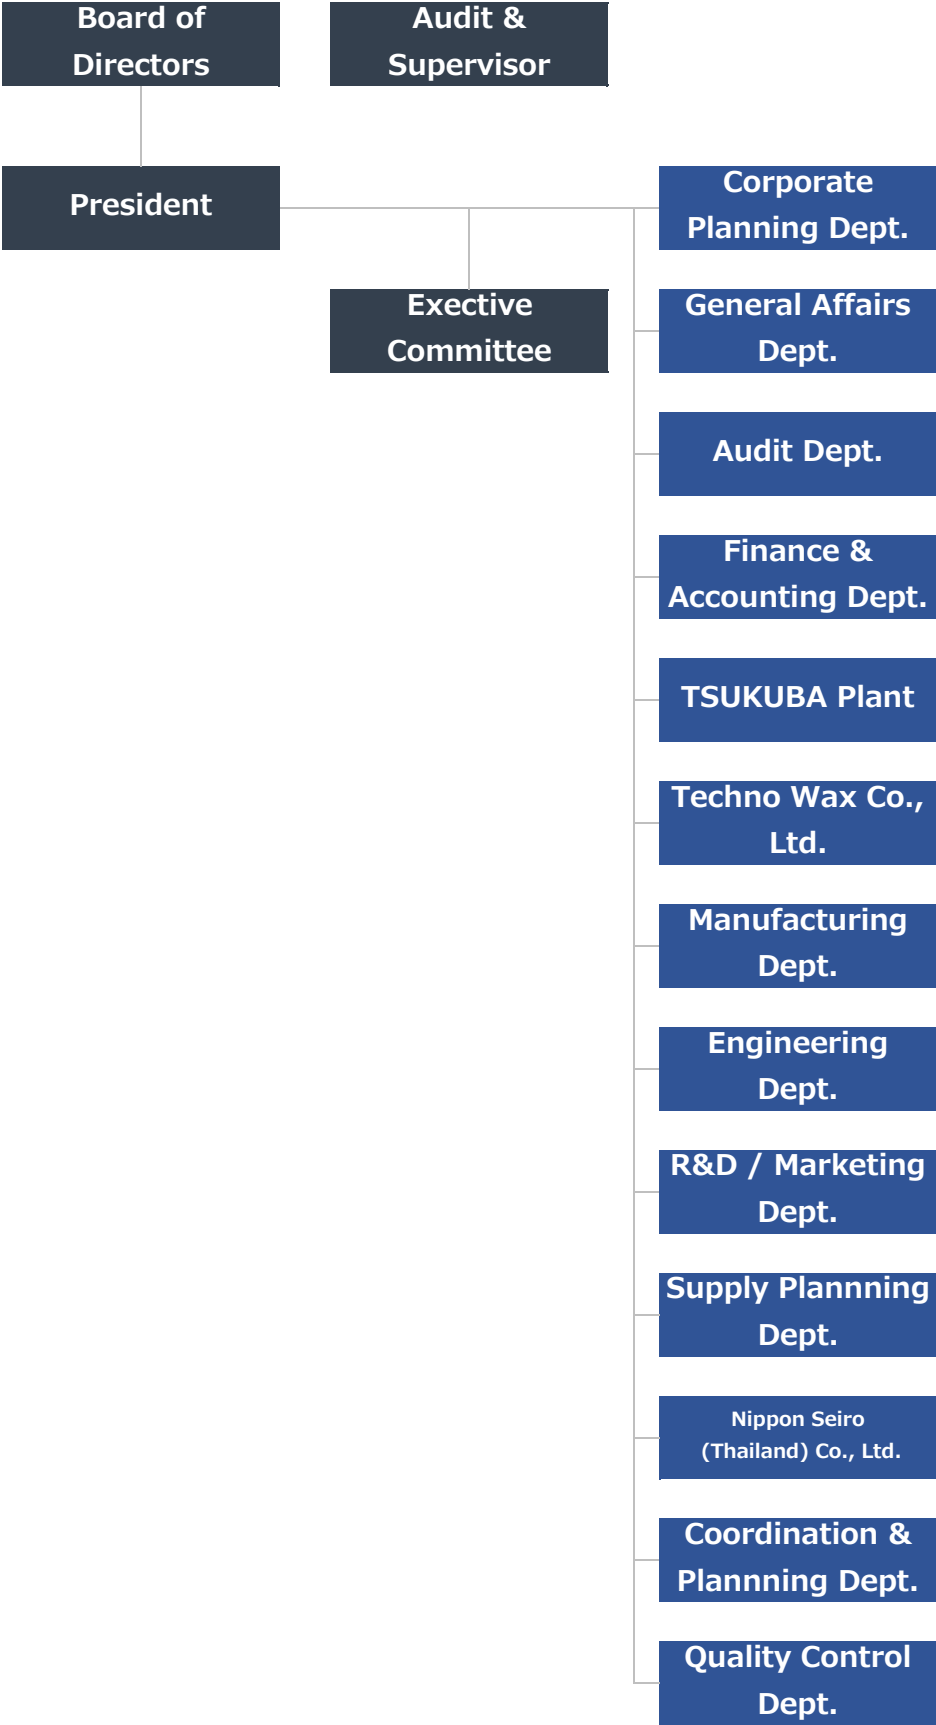 Board of
Directors
Audit &
Supervisor
President
Corporate
Planning Dept.
Exective
Committee
General Affairs
Dept.
Audit Dept.
Finance &
Accounting Dept.
TSUKUBA Plant
Techno Wax Co.,
Ltd.
Manufacturing
Dept.
Engineering
Dept.
R&D / Marketing
Dept.
Supply Plannning
Dept.
Nippon Seiro
(Thailand) Co., Ltd.
Coordination &
Plannning Dept.
Quality Control
Dept.